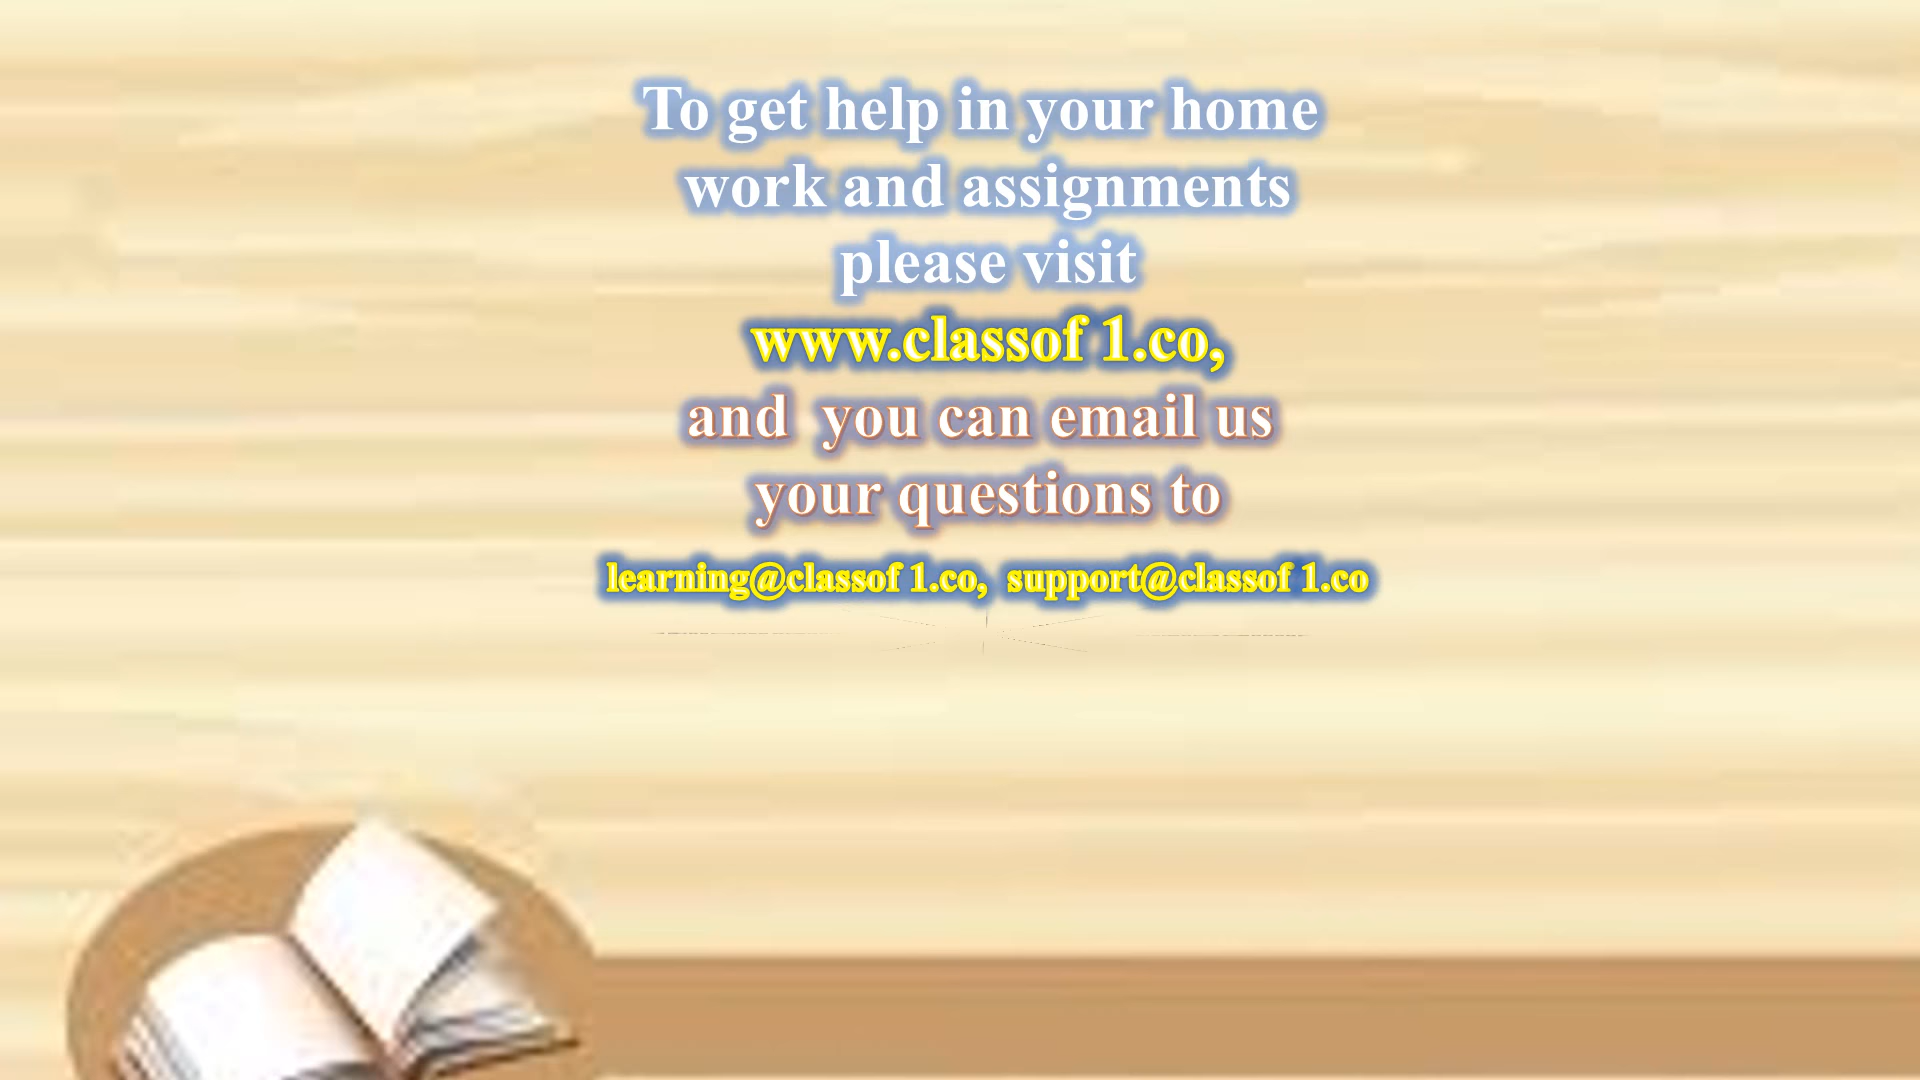 To get help in your home
work and assignments
please visit
www.classof 1.co,
and  you can email us
your questions to
learning@classof 1.co,  support@classof 1.co